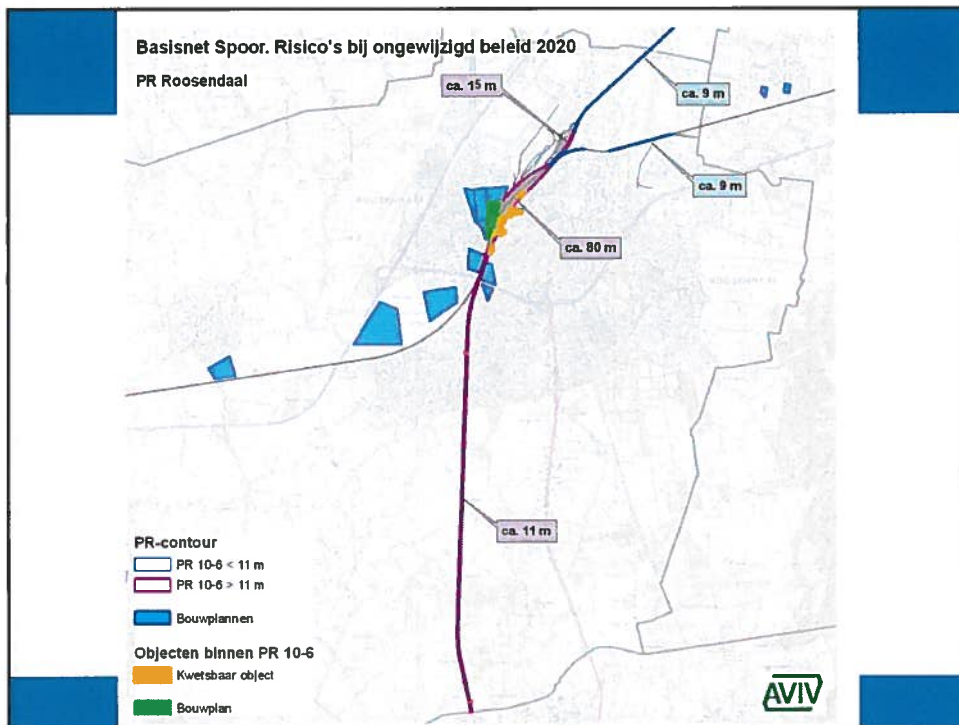 Basisnet Spoor. Risico's bij ongewijzigd beleid 2020
PR Roosendaal
ca. 15 m
ca. 9 m
ca. 9 m
ca. 80 m
ca. 11 m
PR-contour
PR 10-6 < 11 m
PR 10-6 > 11 m
Bouwplannen
Objecten binnen PR 10-6
Kwetsbaar object
Bouwplan
AVIV